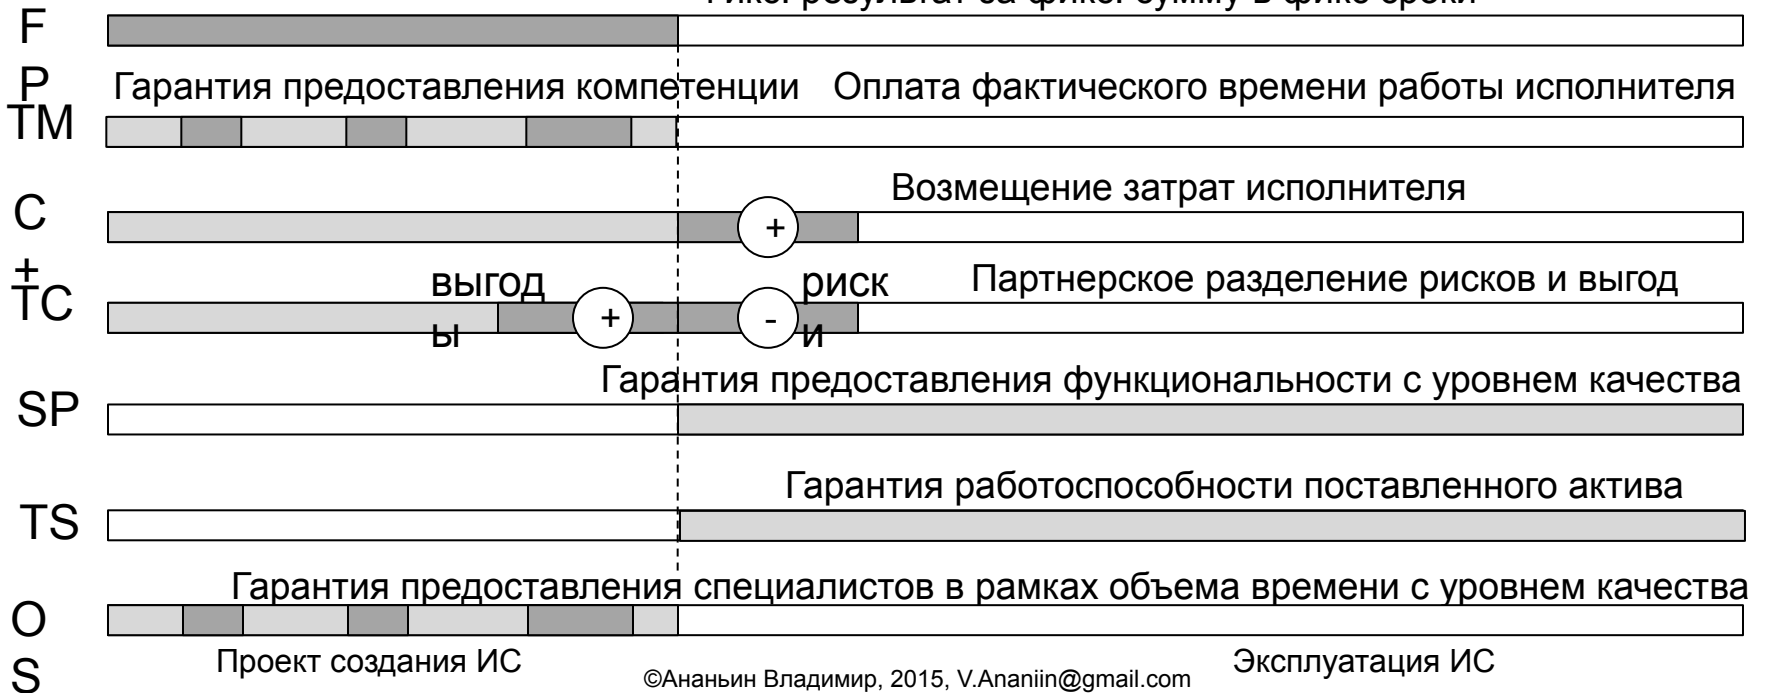 F
P
Гарантия предоставления компетенции Оплата фактического времени работы исполнителя
TM
Возмещение затрат исполнителя
C
+
+
выгод
ы
риск
и
Партнерское разделение рисков и выгод
TC
+
-
Гарантия предоставления функциональности с уровнем качества
SP
Гарантия работоспособности поставленного актива
TS
Гарантия предоставления специалистов в рамках объема времени с уровнем качества
O
S
Проект создания ИС
Эксплуатация ИС
©Ананьин Владимир, 2015, V.Ananiin@gmail.com